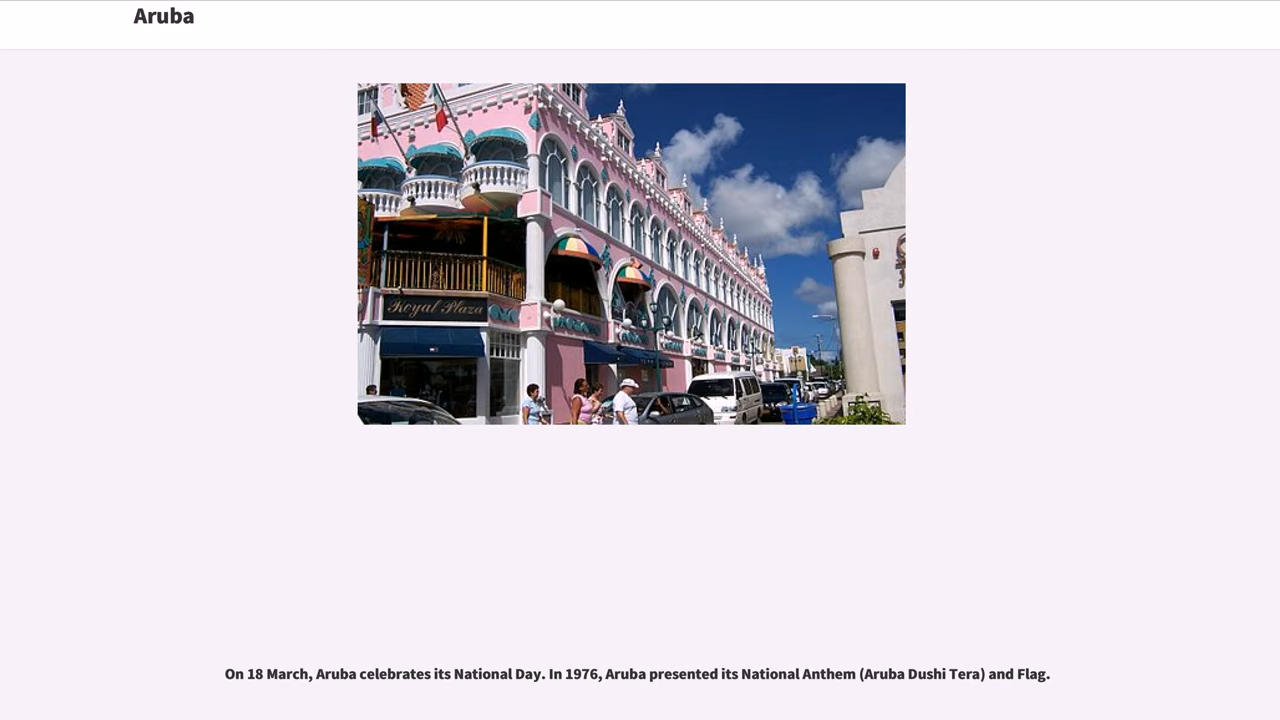 Aruba
Royal Plaza
On 18 March, Aruba celebrates its National Day. In 1976, Aruba presented its National Anthem (Aruba Dushi Tera) and Flag.